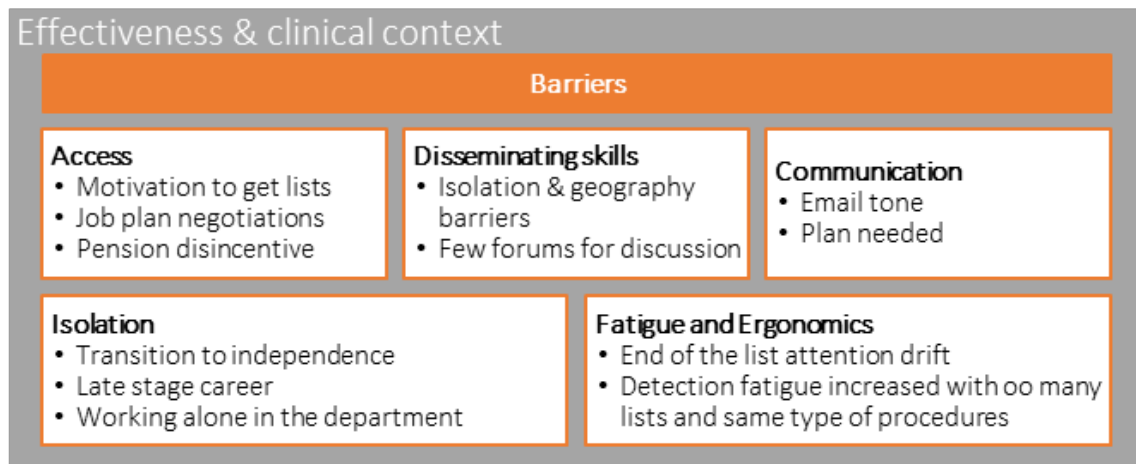 Effectiveness & clinical context
Barriers
Access
• Motivation to get lists
• Job plan negotiations
• Pension disincentive
Disseminating skills
• Isolation & geography
barriers
• Few forums for discussion
Communication
• Email tone
• Plan needed
Isolation
• Transition to independence
• Late stage career
• Working alone in the department
Fatigue and Ergonomics
• End of the list attention drift
• Detection fatigue increased with oo many
lists and same type of procedures